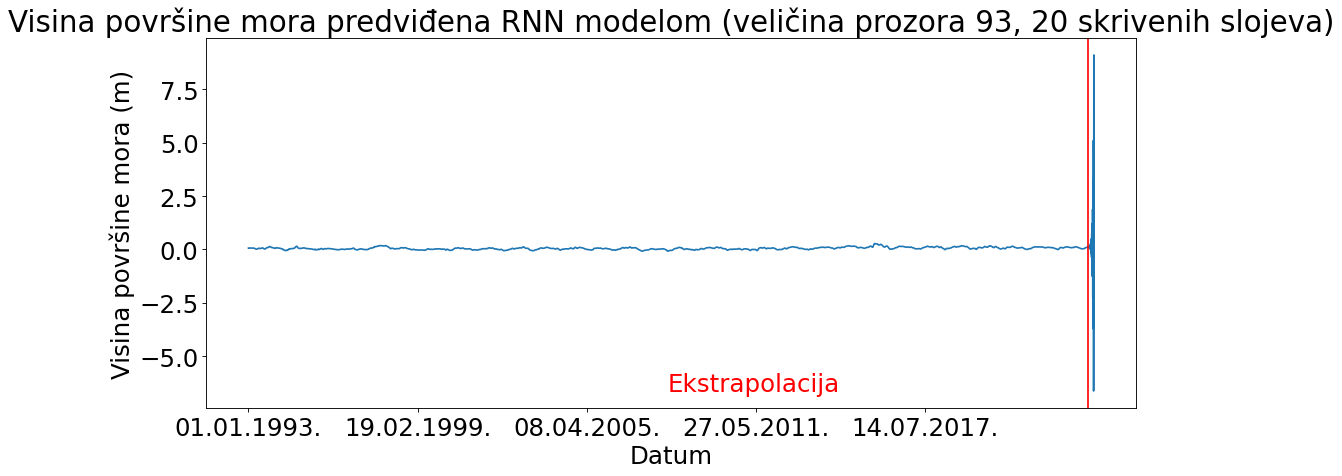 Visina površine mora predviđena RNN modelom (veličina prozora 93, 20 skrivenih slojeva)
Visina površine mora (m)
7.5
5.0
2.5
0.0
−2.5
−5.0
Ekstrapolacija
01.01.1993. 19.02.1999. 08.04.2005. 27.05.2011. 14.07.2017.
Datum